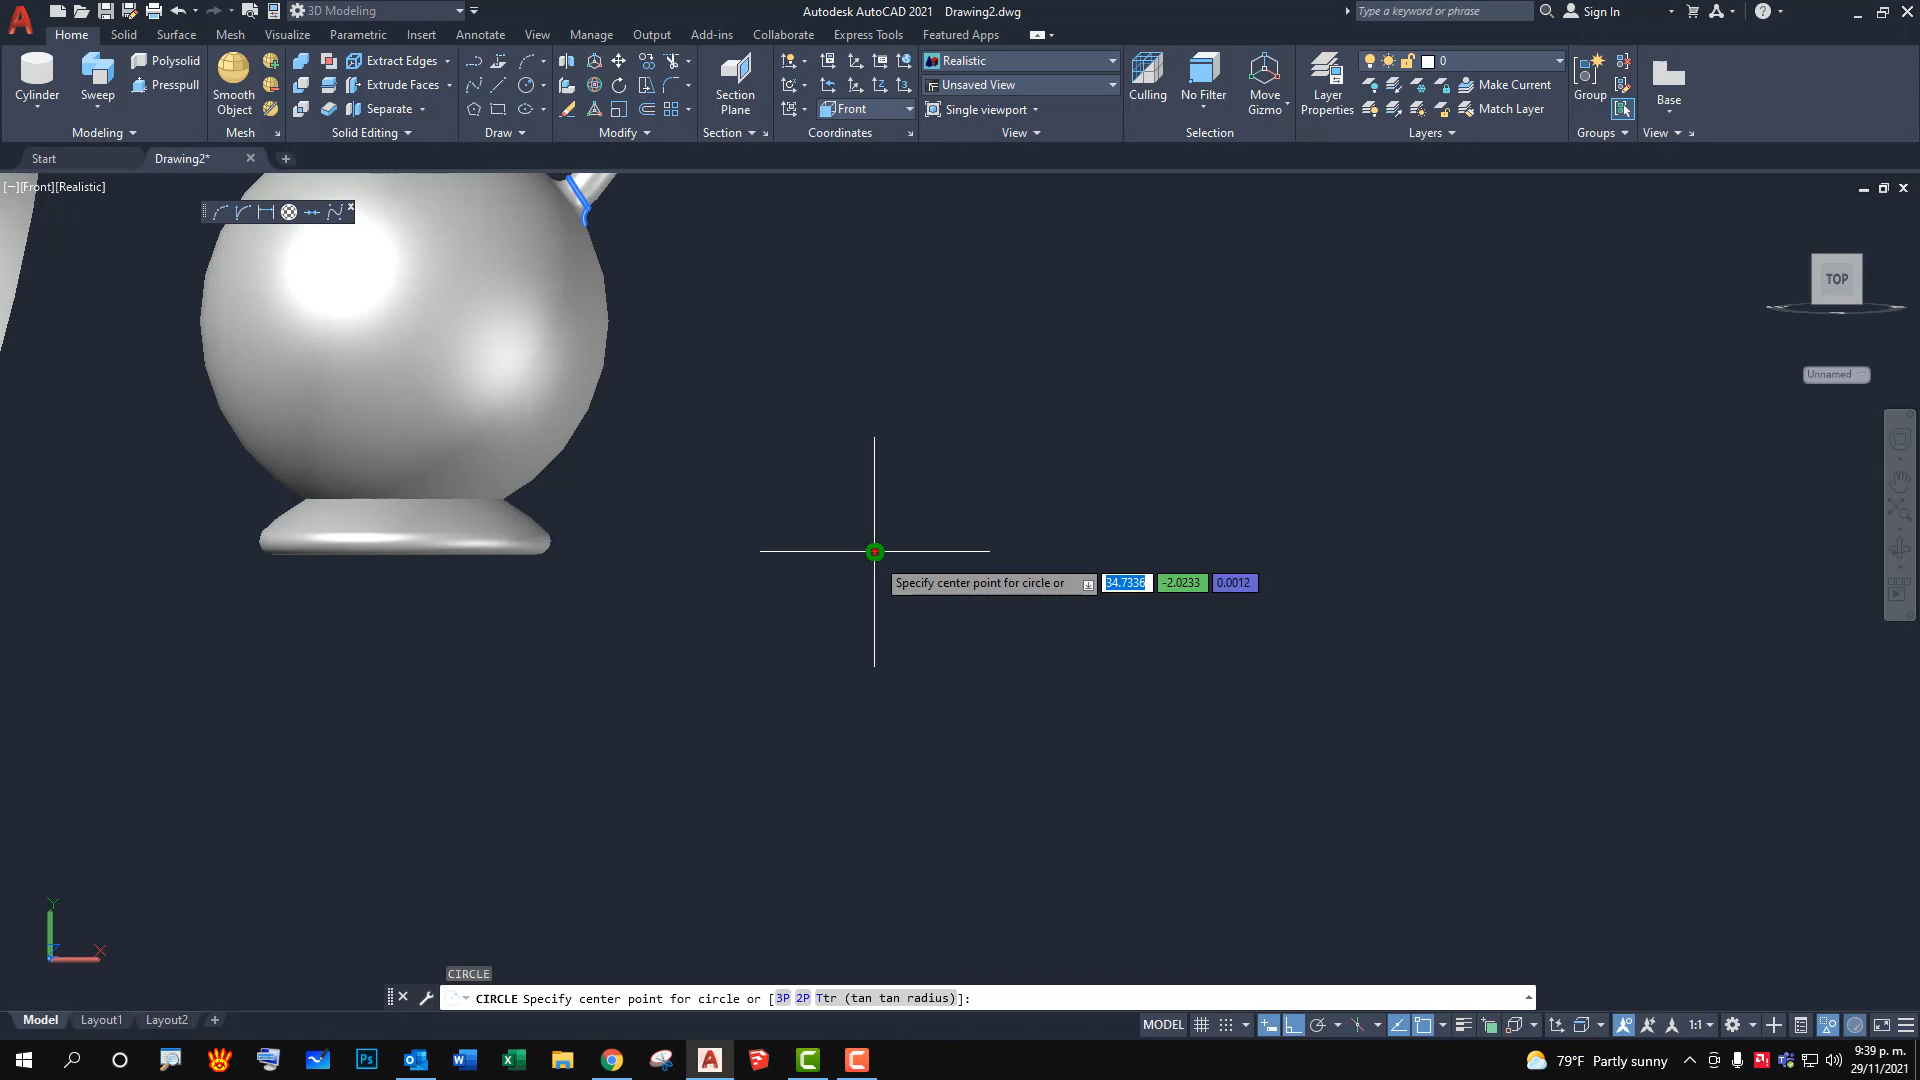 3D Modeling
Autodesk AutoCAD 2021 Drawing2.dwg
Type a keyword or phrase
Sign In
Home Solid Surface Mesh Visualize Parametric Insert Annotate View Manage Output Add-ins Collaborate Express Tools Featured Apps
Cylinder
Sweep
Polysolid
Presspull
Modeling
Smooth
Object
Mesh
Extract Edges
Extrude Faces
Separate
Solid Editing
Draw
Modify
Section
Plane
Section
Front
Coordinates
Realistic
Unsaved View
Single viewport
View
Culling
No Filter
Move
Gizmo
Selection
Layer
Properties
0
Make Current
Match Layer
Layers
Group
Groups
Base
View
Start
Drawing2*
[−][Front][Realistic]
TOP
Unnamed
Specify center point for circle or 34.7336 -2.0233 0.0012
Y
X
CIRCLE
CIRCLE Specify center point for circle or [3P 2P Ttr (tan tan radius)]:
Model Layout1 Layout2
MODEL
1:1
79°F Partly sunny
9:39 p. m.
29/11/2021